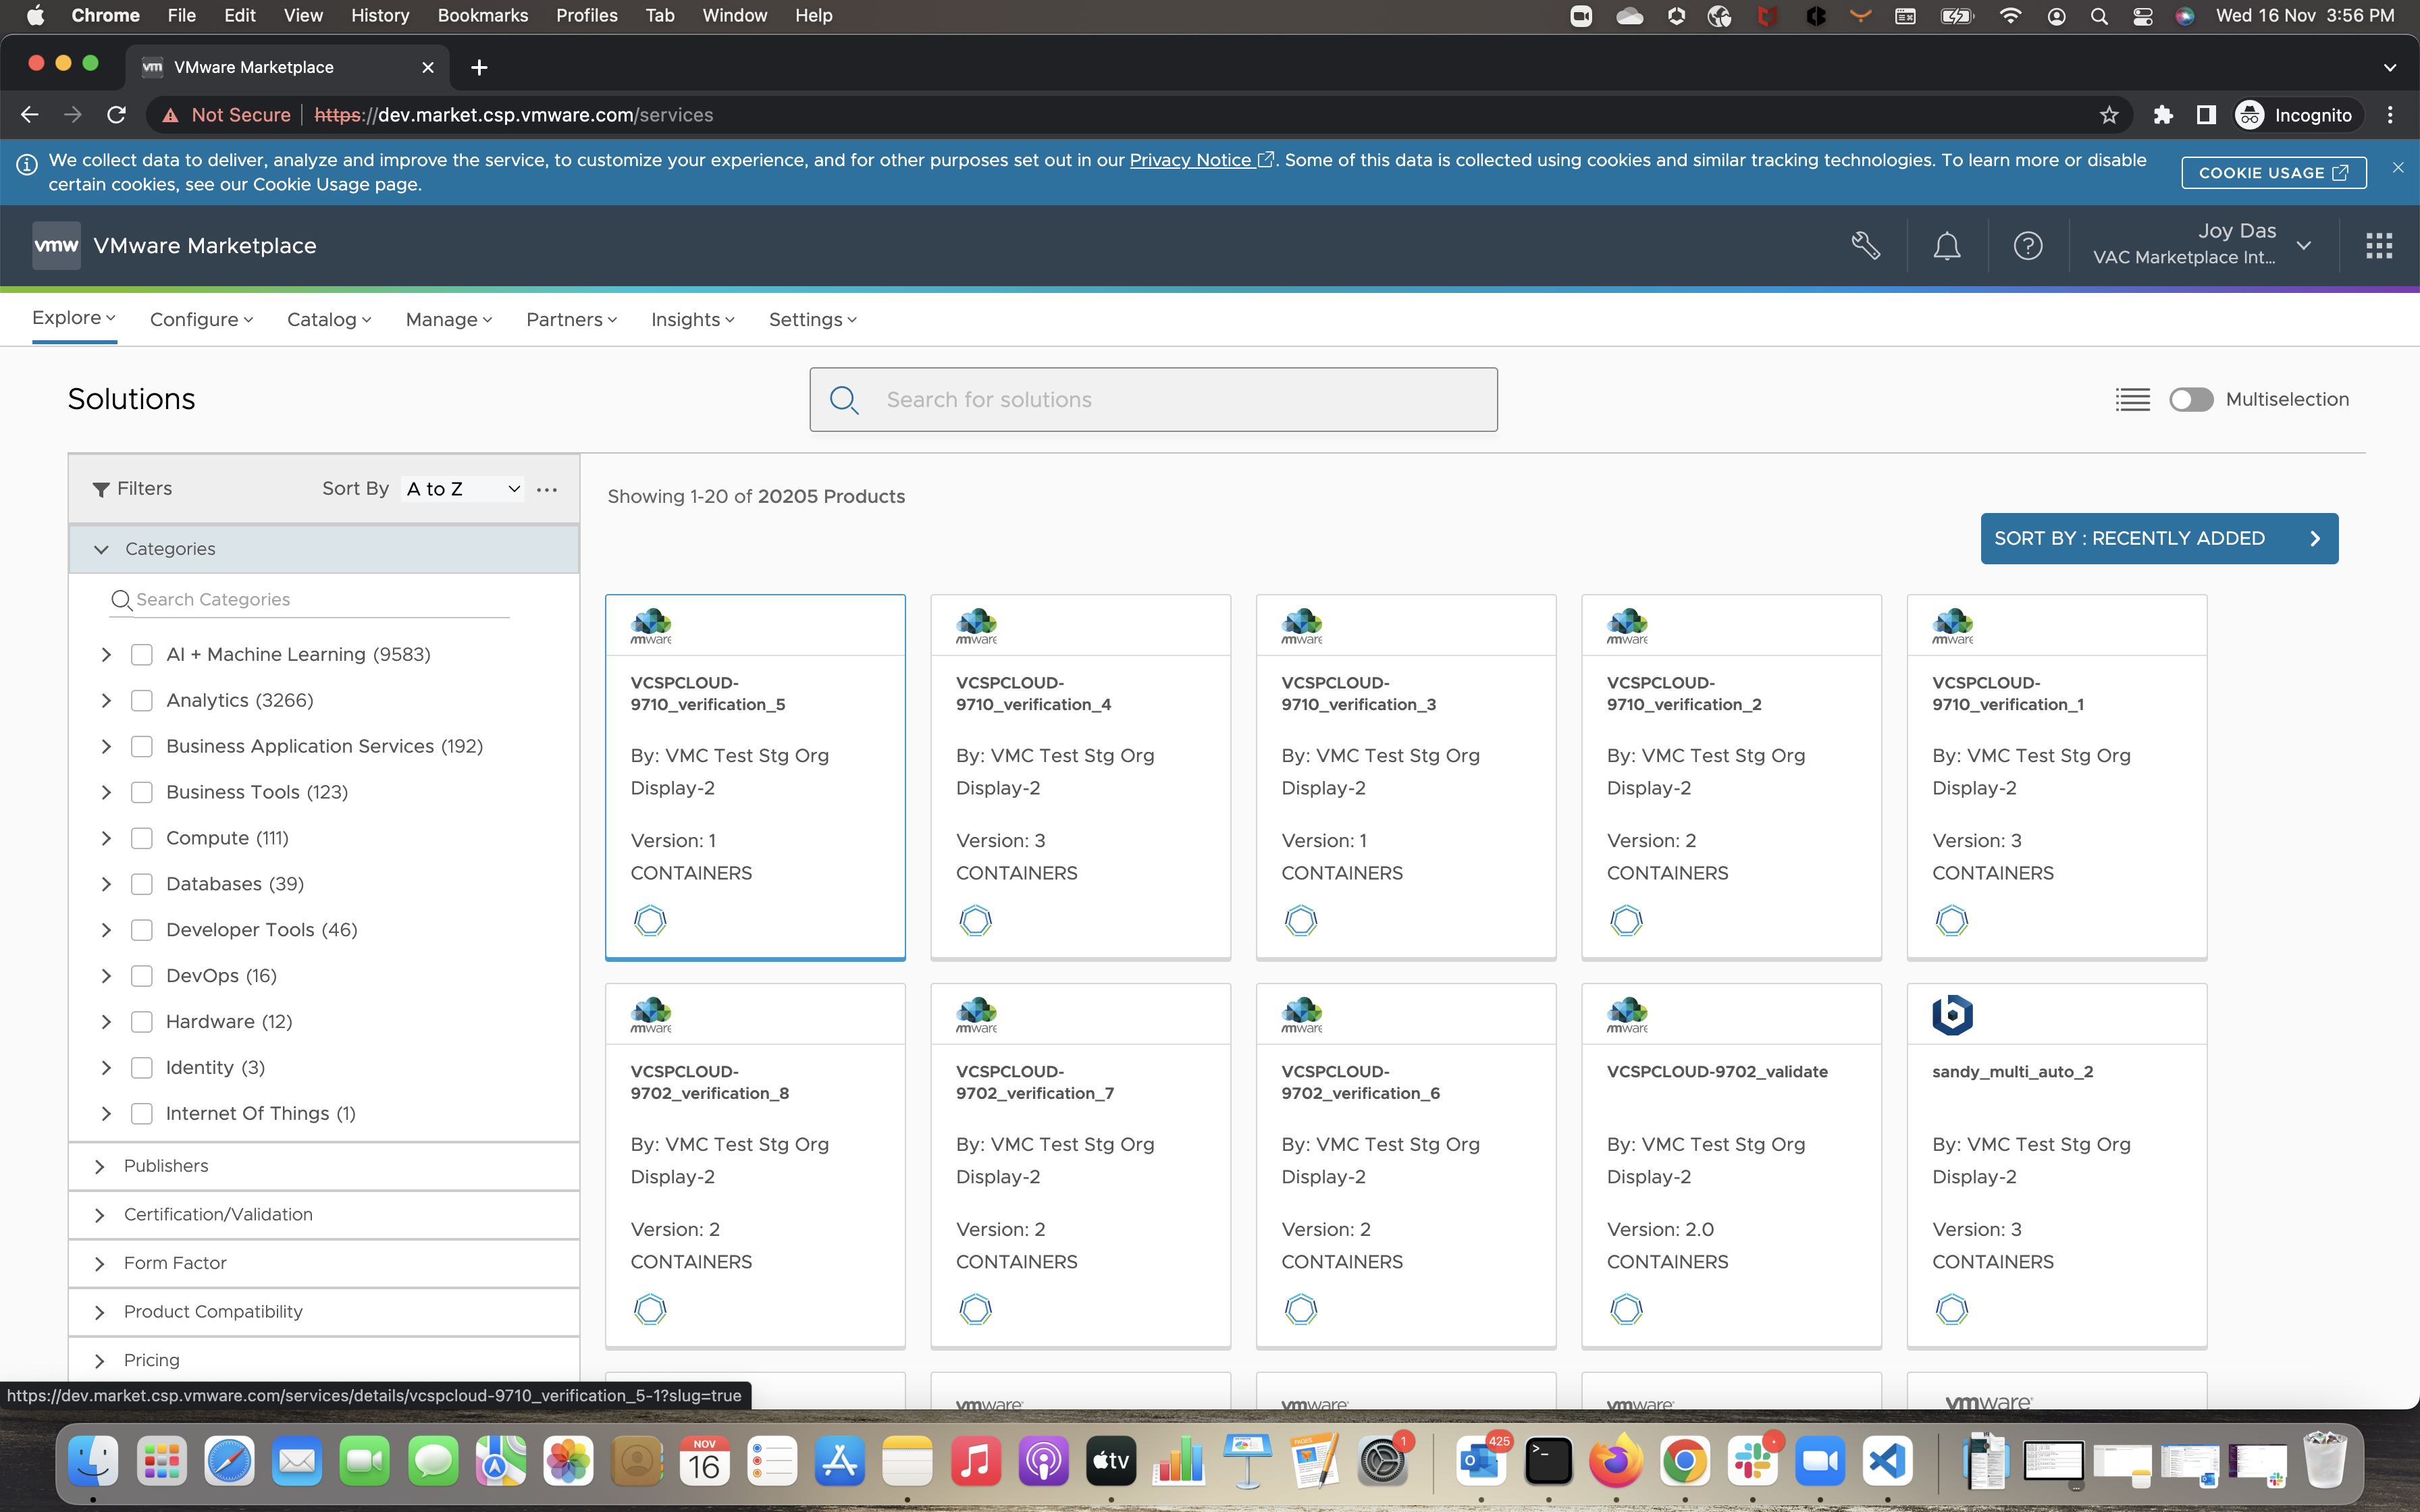 Chrome File Edit View History Bookmarks Profiles Tab Window Help Wed 16 Nov 3:56 PM
vm VMware Marketplace
Not Secure https://dev.market.csp.vmware.com/services Incognito
We collect data to deliver, analyze and improve the service, to customize your experience, and for other purposes set out in our Privacy Notice. Some of this data is collected using cookies and similar tracking technologies. To learn more or disable
certain cookies, see our Cookie Usage page.
COOKIE USAGE
vmw VMware Marketplace
Joy Das
VAC Marketplace Int...
Explore Configure Catalog Manage Partners Insights Settings
Solutions
Search for solutions
Multiselection
Filters Sort By A to Z ...
Showing 1-20 of 20205 Products
SORT BY : RECENTLY ADDED
Categories
Search Categories
AI + Machine Learning (9583)
Analytics (3266)
Business Application Services (192)
Business Tools (123)
Compute (111)
Databases (39)
Developer Tools (46)
DevOps (16)
Hardware (12)
Identity (3)
Internet Of Things (1)
Publishers
Certification/Validation
Form Factor
Product Compatibility
Pricing
mware
VCSPCLOUD-
9710_verification_5
By: VMC Test Stg Org
Display-2
Version: 1
CONTAINERS
mware
VCSPCLOUD-
9710_verification_4
By: VMC Test Stg Org
Display-2
Version: 3
CONTAINERS
mware
VCSPCLOUD-
9710_verification_3
By: VMC Test Stg Org
Display-2
Version: 1
CONTAINERS
mware
VCSPCLOUD-
9710_verification_2
By: VMC Test Stg Org
Display-2
Version: 2
CONTAINERS
mware
VCSPCLOUD-
9710_verification_1
By: VMC Test Stg Org
Display-2
Version: 3
CONTAINERS
mware
VCSPCLOUD-
9702_verification_8
By: VMC Test Stg Org
Display-2
Version: 2
CONTAINERS
mware
VCSPCLOUD-
9702_verification_7
By: VMC Test Stg Org
Display-2
Version: 2
CONTAINERS
mware
VCSPCLOUD-
9702_verification_6
By: VMC Test Stg Org
Display-2
Version: 2
CONTAINERS
mware
VCSPCLOUD-9702_validate
By: VMC Test Stg Org
Display-2
Version: 2.0
CONTAINERS
sandy_multi_auto_2
By: VMC Test Stg Org
Display-2
Version: 3
CONTAINERS
vmware vmware vmware vmware
https://dev.market.csp.vmware.com/services/details/vcspcloud-9710_verification_5-1?slug=true
NOV
16
tv
PAGES
1
425